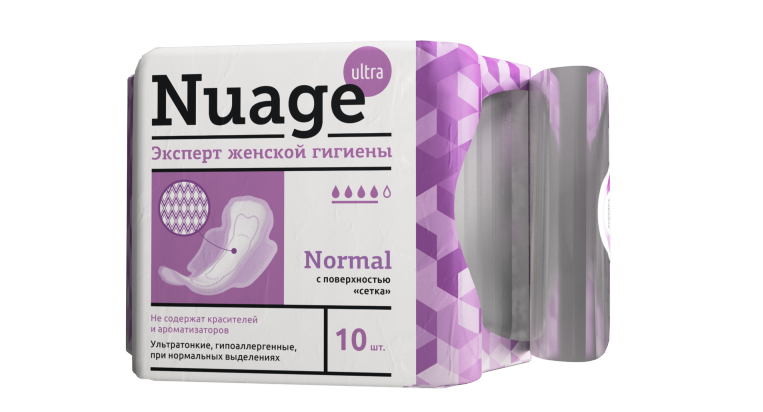 ultra
Nuage
Эксперт женской гигиены
Normal
с поверхностью
«сетка»
Не содержат красителей
и ароматизаторов
Ультратонкие, гипоаллергенные,
при нормальных выделениях
10 шт.